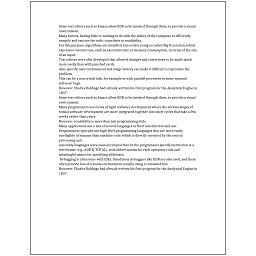 Some text editors such as Emacs allow GDB to be invoked through them, to provide a visual
environment.
Many factors, having little or nothing to do with the ability of the computer to efficiently
compile and execute the code, contribute to readability.
For this purpose, algorithms are classified into orders using so-called Big O notation, which
expresses resource use, such as execution time or memory consumption, in terms of the size
of an input.
Text editors were also developed that allowed changes and corrections to be made much
more easily than with punched cards.
Also, specific user environment and usage history can make it difficult to reproduce the
problem.
This can be a non-trivial task, for example as with parallel processes or some unusual
software bugs.
However, Charles Babbage had already written his first program for the Analytical Engine in
1837.
Some text editors such as Emacs allow GDB to be invoked through them, to provide a visual
environment.
Many programmers use forms of Agile software development where the various stages of
formal software development are more integrated together into short cycles that take a few
weeks rather than years.
However, readability is more than just programming style.
Many applications use a mix of several languages in their construction and use.
Programmers typically use high-level programming languages that are more easily
intelligible to humans than machine code, which is directly executed by the central
processing unit.
Assembly languages were soon developed that let the programmer specify instruction in a
text format (e.g., ADD X, TOTAL), with abbreviations for each operation code and
meaningful names for specifying addresses.
Debugging is often done with IDEs. Standalone debuggers like GDB are also used, and these
often provide less of a visual environment, usually using a command line.
However, Charles Babbage had already written his first program for the Analytical Engine in
1837.